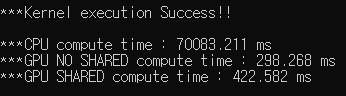 ***Kernel execution Success!!
***CPU compute time : 70083.211 ms
***GPU NO SHARED compute time : 298.268 ms
***GPU SHARED compute time : 422.582 ms